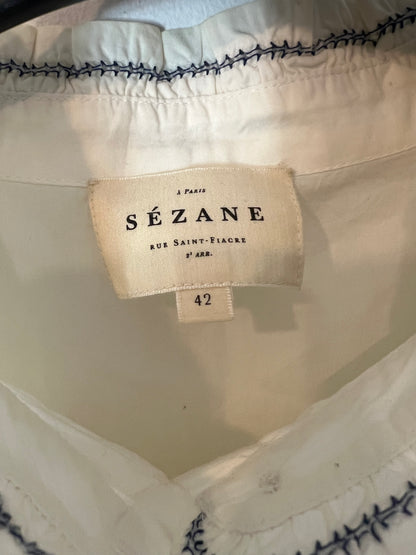 À PARIS
SÉZANE
RUE SAINT-FIACRE
2ᵉ ARR.
42